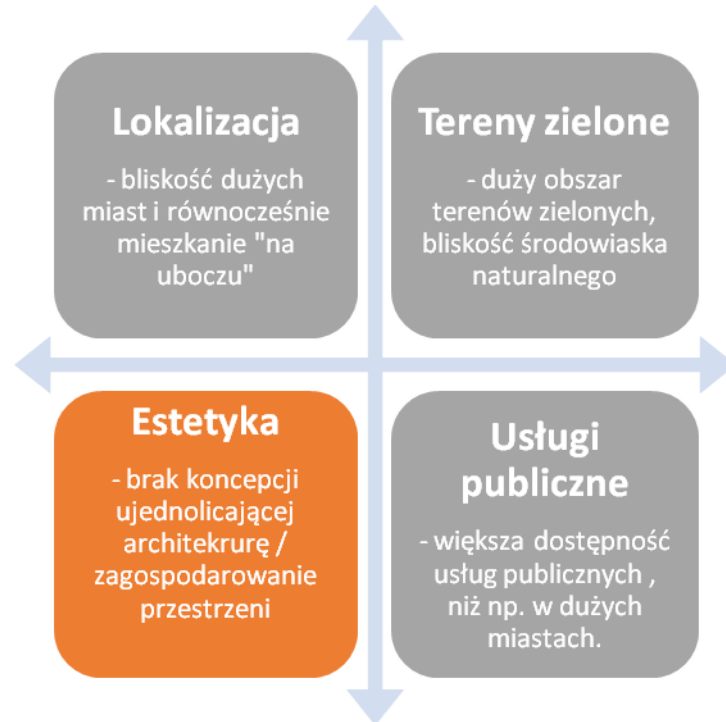 Lokalizacja
- bliskość dużych
miast i równocześnie
mieszkanie "na
uboczu"
Tereny zielone
- duży obszar
terenów zielonych,
bliskość środowiaska
naturalnego
Estetyka
- brak koncepcji
ujednolicającej
architekrurę /
zagospodarowanie
przestrzeni
Usługi
publiczne
- większa dostępność
usług publicznych ,
niż np. w dużych
miastach.